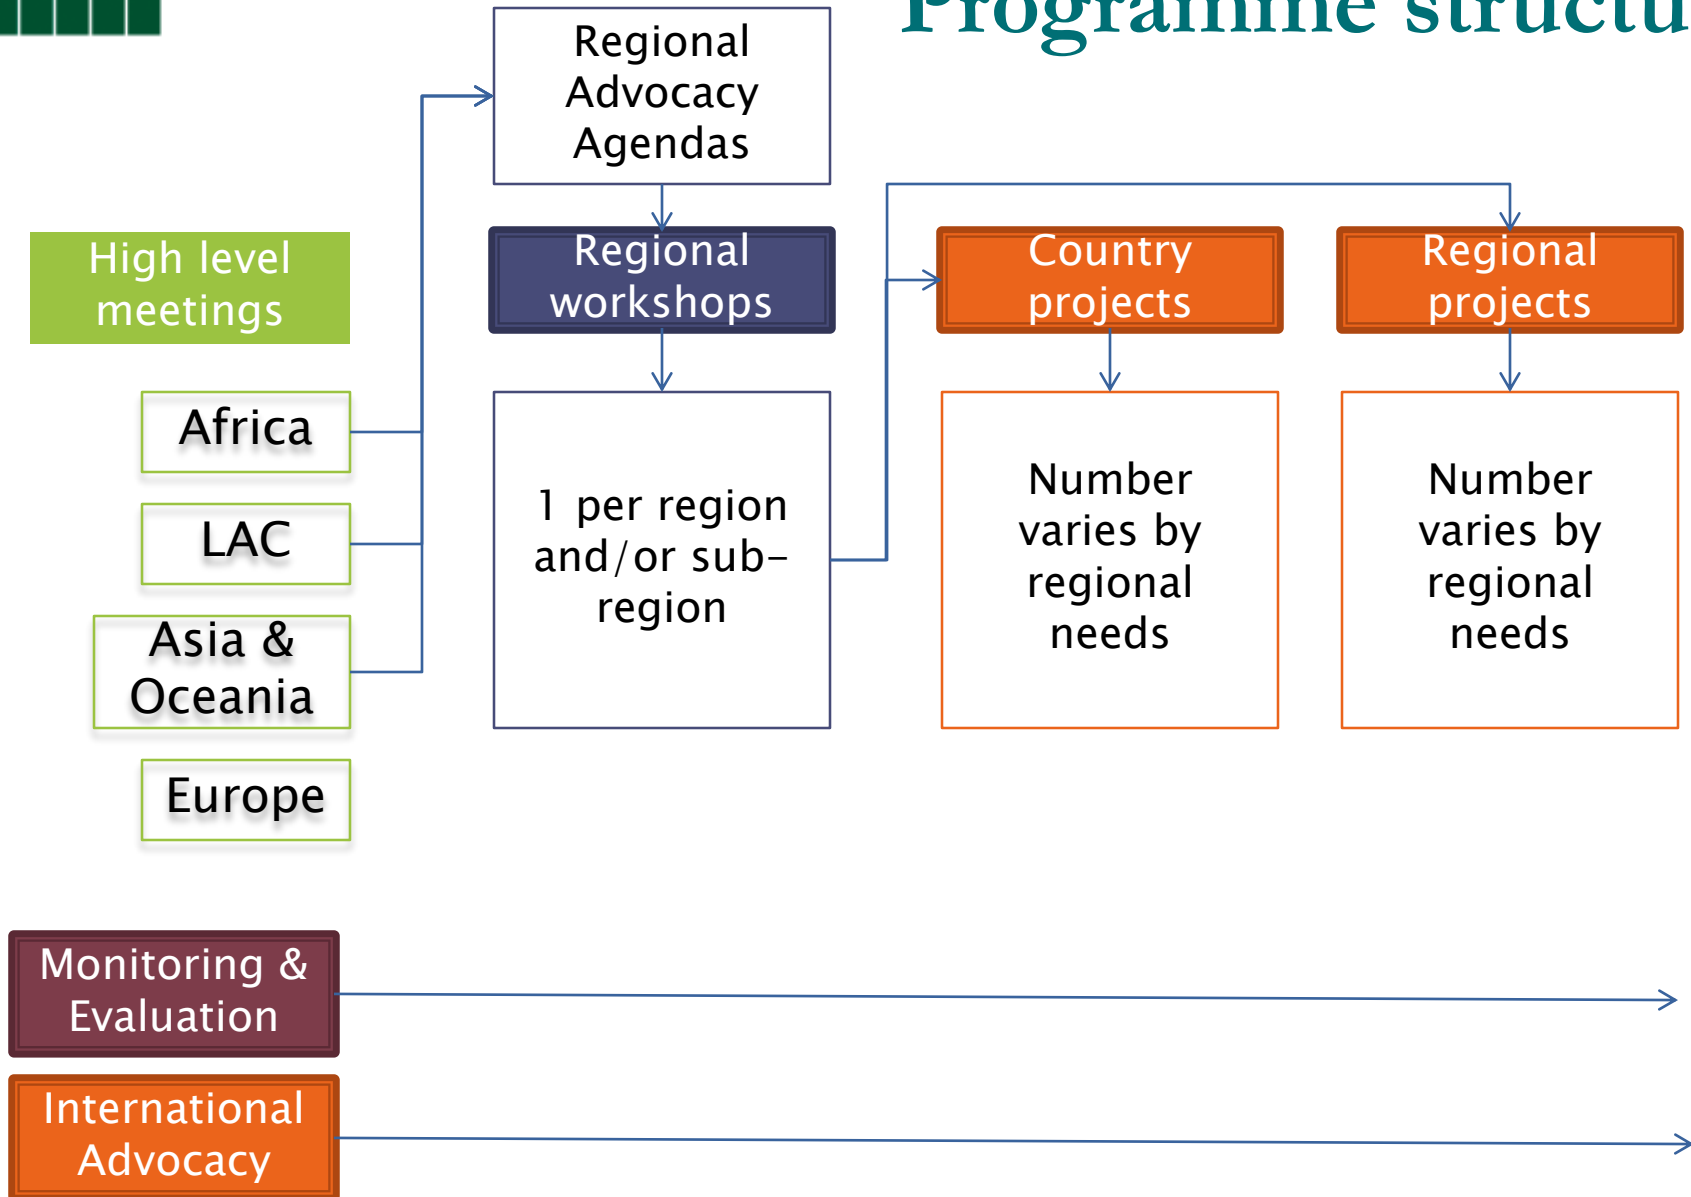 Programme
Regional
Advocacy
Agendas
High level
meetings
Regional
workshops
Country
projects
Regional
projects
Africa
LAC
Asia &
Oceania
Europe
1 per region
and/or sub-
region
Number
varies by
regional
needs
Number
varies by
regional
needs
Monitoring &
Evaluation
International
Advocacy